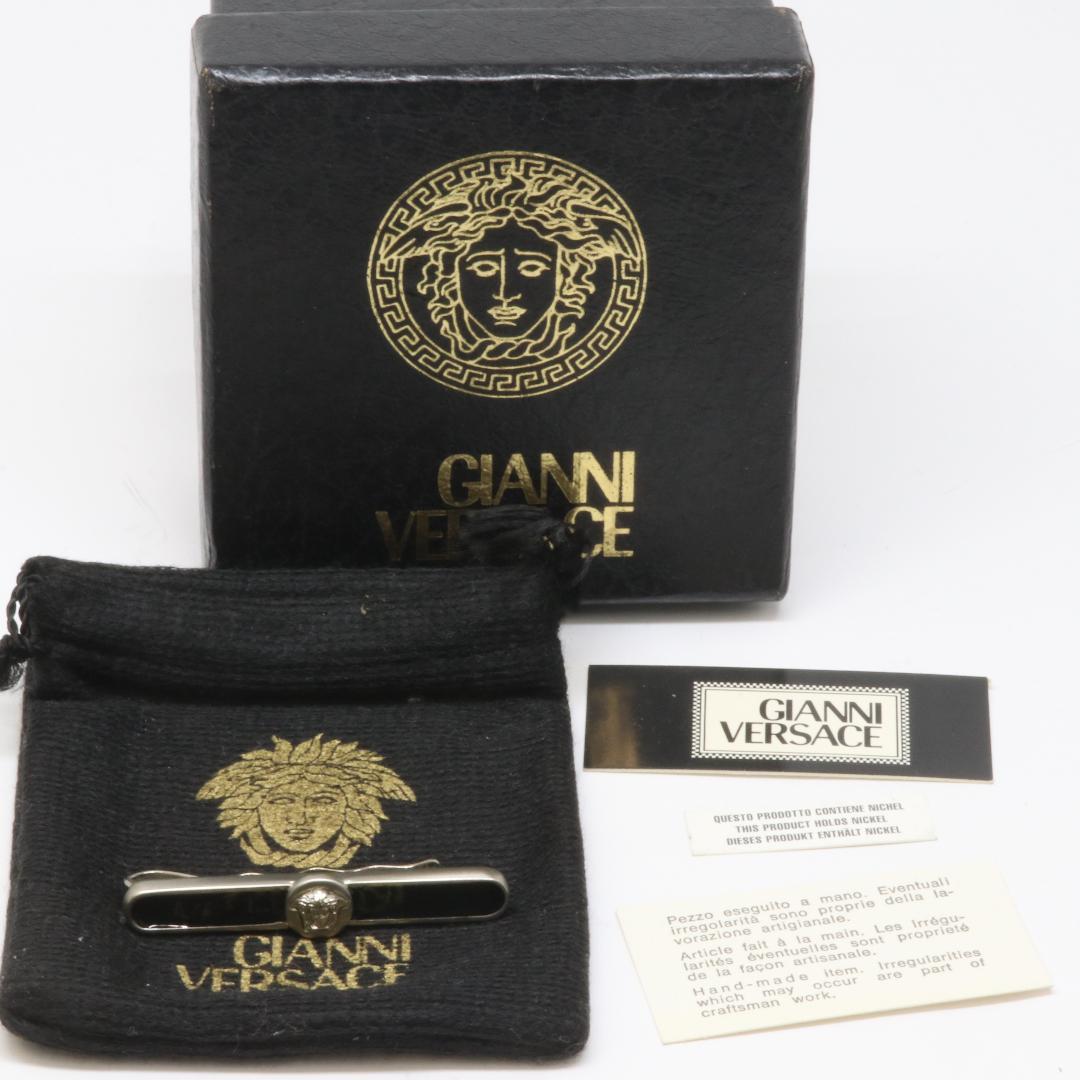 GIANNI
VE CE
GIANNI
VERSACE
GIANNI
VERSACE
QUESTO PRODOTTO CONTIENE NICHEL
THIS PRODUCT HOLDS NICKEL
DIESES PRODUKT ENTHÄLT NICKEL
Pezzo eseguito a mano. Eventuali
irregolarità sono proprie della la-
vorazione artigianale.
Article fait à la main. Les irrégu-
larités éventuelles sont propriété
de la façon artisanale.
Hand-made item. Irregularities
which may occur are part of
craftsman work.